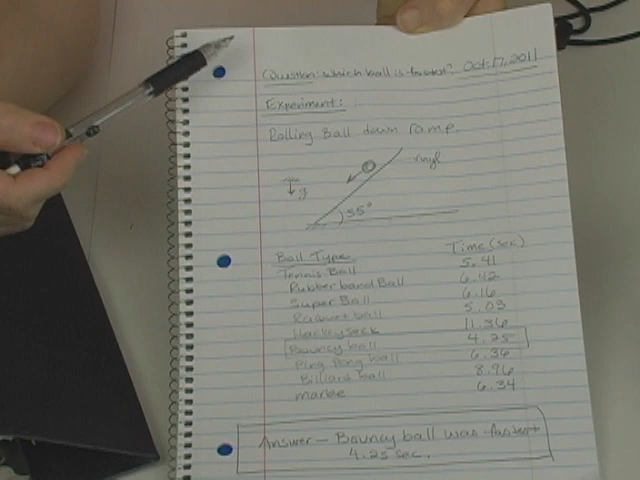 Question: which ball is fastest? Oct. 17, 2011
Experiment:
Rolling Ball down ramp.
vinyl
g
55°
Ball Type Time (sec)
Tennis Ball 5.41
Rubber band Ball 6.42
Super Ball 6.16
Racquet ball 5.03
Hackeysack 11.36
Bouncy ball 4.25
Ping Pong ball 6.36
Billiard ball 8.96
marble 6.34
Answer - Bouncy ball was fastest
4.25 sec.